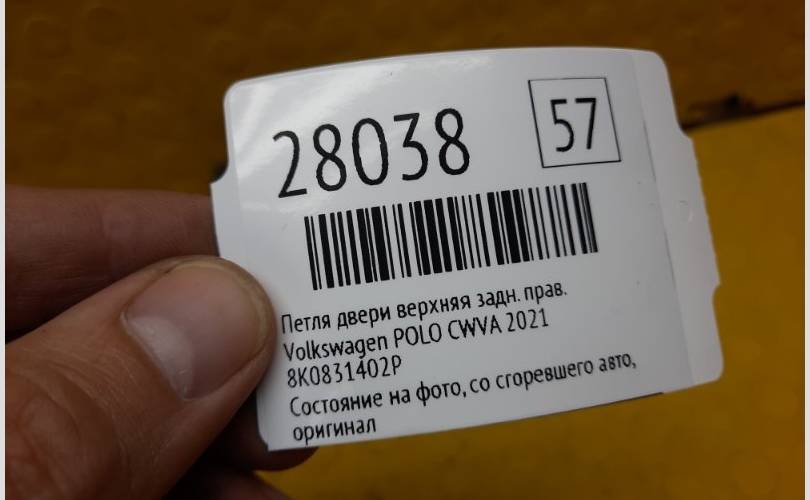 28038
57
Петля двери верхняя задн. прав.
Volkswagen POLO CWVA 2021
8K0831402P
Состояние на фото, со сгоревшего авто,
оригинал